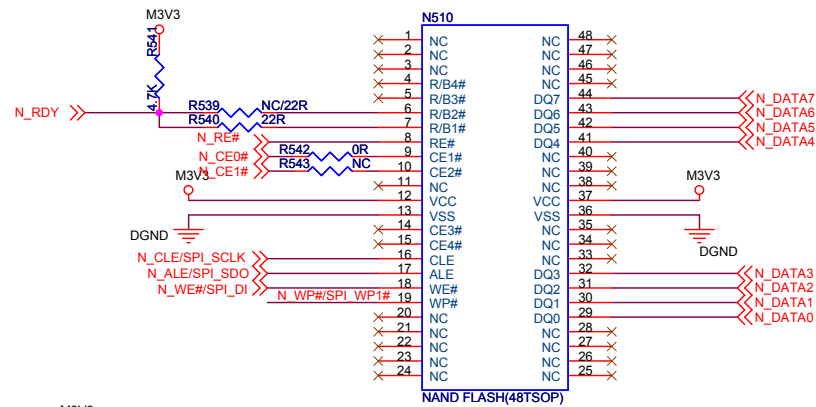 N510
M3V3
R541
4.7K
N_RDY
R539 NC/22R
R540 22R
N_RE#
N_CE0# R542 0R
N_CE1# R543 NC
M3V3
DGND
N_CLE/SPI_SCLK
N_ALE/SPI_SDO
N_WE#/SPI_DI
N_WP#/SPI_WP1#
1 NC NC 48
2 NC NC 47
3 NC NC 46
4 R/B4# NC 45
5 R/B3# DQ7 44 N_DATA7
6 R/B2# DQ6 43 N_DATA6
7 R/B1# DQ5 42 N_DATA5
8 RE# DQ4 41 N_DATA4
9 CE1# NC 40
10 CE2# NC 39
11 NC NC 38
12 VCC VCC 37 M3V3
13 VSS VSS 36 DGND
14 CE3# NC 35
15 CE4# NC 34
16 CLE NC 33
17 ALE DQ3 32 N_DATA3
18 WE# DQ2 31 N_DATA2
19 WP# DQ1 30 N_DATA1
20 NC DQ0 29 N_DATA0
21 NC NC 28
22 NC NC 27
23 NC NC 26
24 NC NC 25
NAND FLASH(48TSOP)